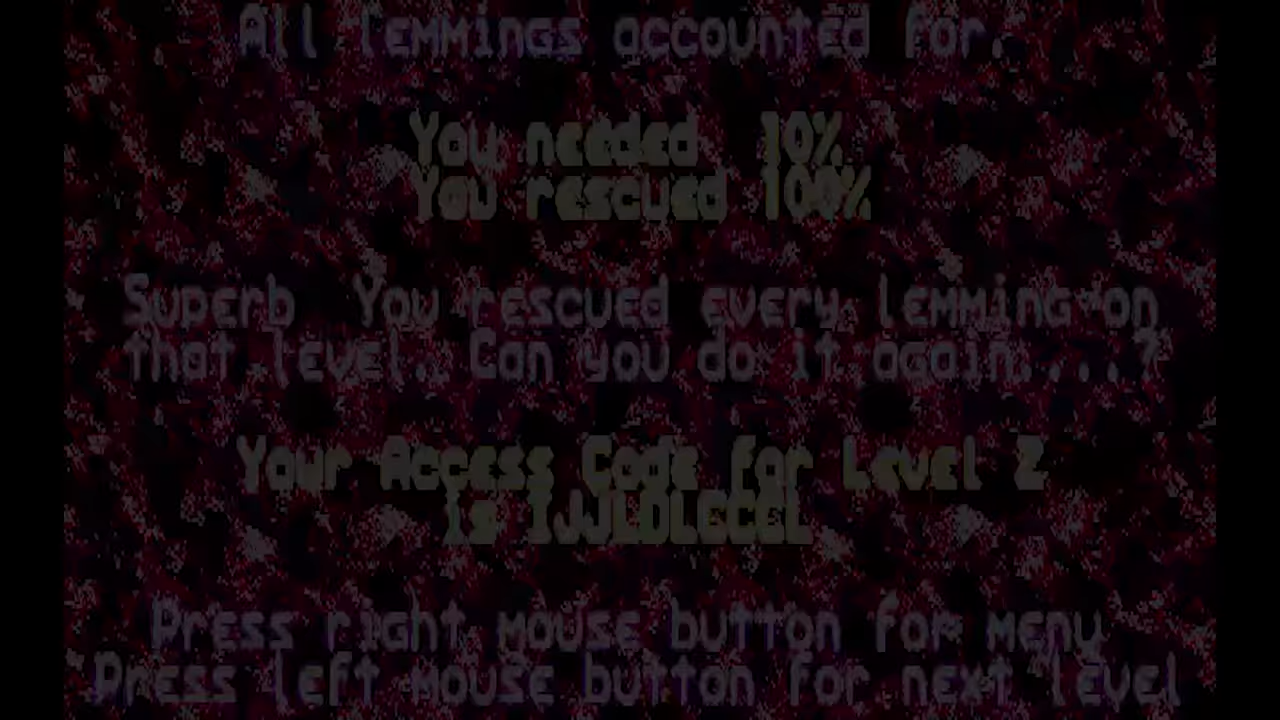 All lemmings accounted for.
You needed 10%
You rescued 100%
Superb You rescued every lemming on
that level. Can you do it again....?
Your Access Code for Level 2
is IJJLDLCCCL
Press right mouse button for menu
Press left mouse button for next level